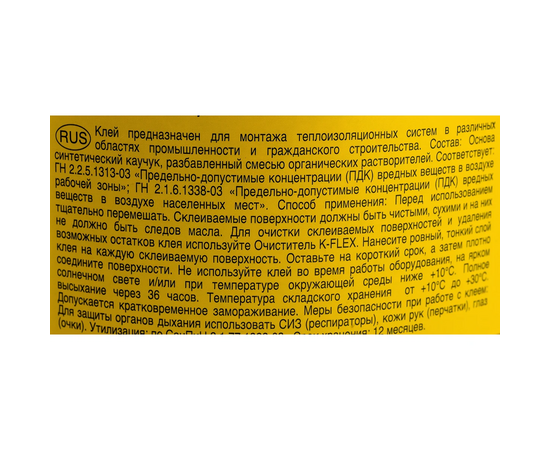 RUS Клей предназначен для монтажа теплоизоляционных систем в различных
областях промышленности и гражданского строительства. Состав: Основа
синтетический каучук, разбавленный смесью органических растворителей. Соответствует:
ГН 2.2.5.1313-03 «Предельно-допустимые концентрации (ПДК) вредных веществ в воздухе
рабочей зоны»; ГН 2.1.6.1338-03 «Предельно-допустимые концентрации (ПДК) вредных
веществ в воздухе населенных мест». Способ применения: Перед использованием
тщательно перемешать. Склеиваемые поверхности должны быть чистыми, сухими и на них
не должно быть следов масла. Для очистки склеиваемых поверхностей и удаления
возможных остатков клея используйте Очиститель K-FLEX. Нанесите ровный, тонкий слой
клея на каждую склеиваемую поверхность. Оставьте на короткий срок, а затем плотно
соедините поверхности. Не используйте клей во время работы оборудования, на ярком
солнечном свете и/или при температуре окружающей среды ниже +10°С. Полное
высыхание через 36 часов. Температура складского хранения от +10°С до +30°С.
Допускается кратковременное замораживание. Меры безопасности при работе с клеем:
Для защиты органов дыхания использовать СИЗ (респираторы), кожи рук (перчатки), глаз
(очки). Утилизация: по хранения: 12 месяцев.